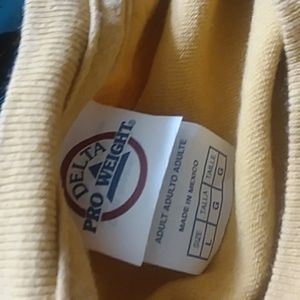 DELTA
PRO WEIGHT®
ADULT ADULTO ADULTE
MADE IN MEXICO
SIZE TALLA TAILLE
L G G